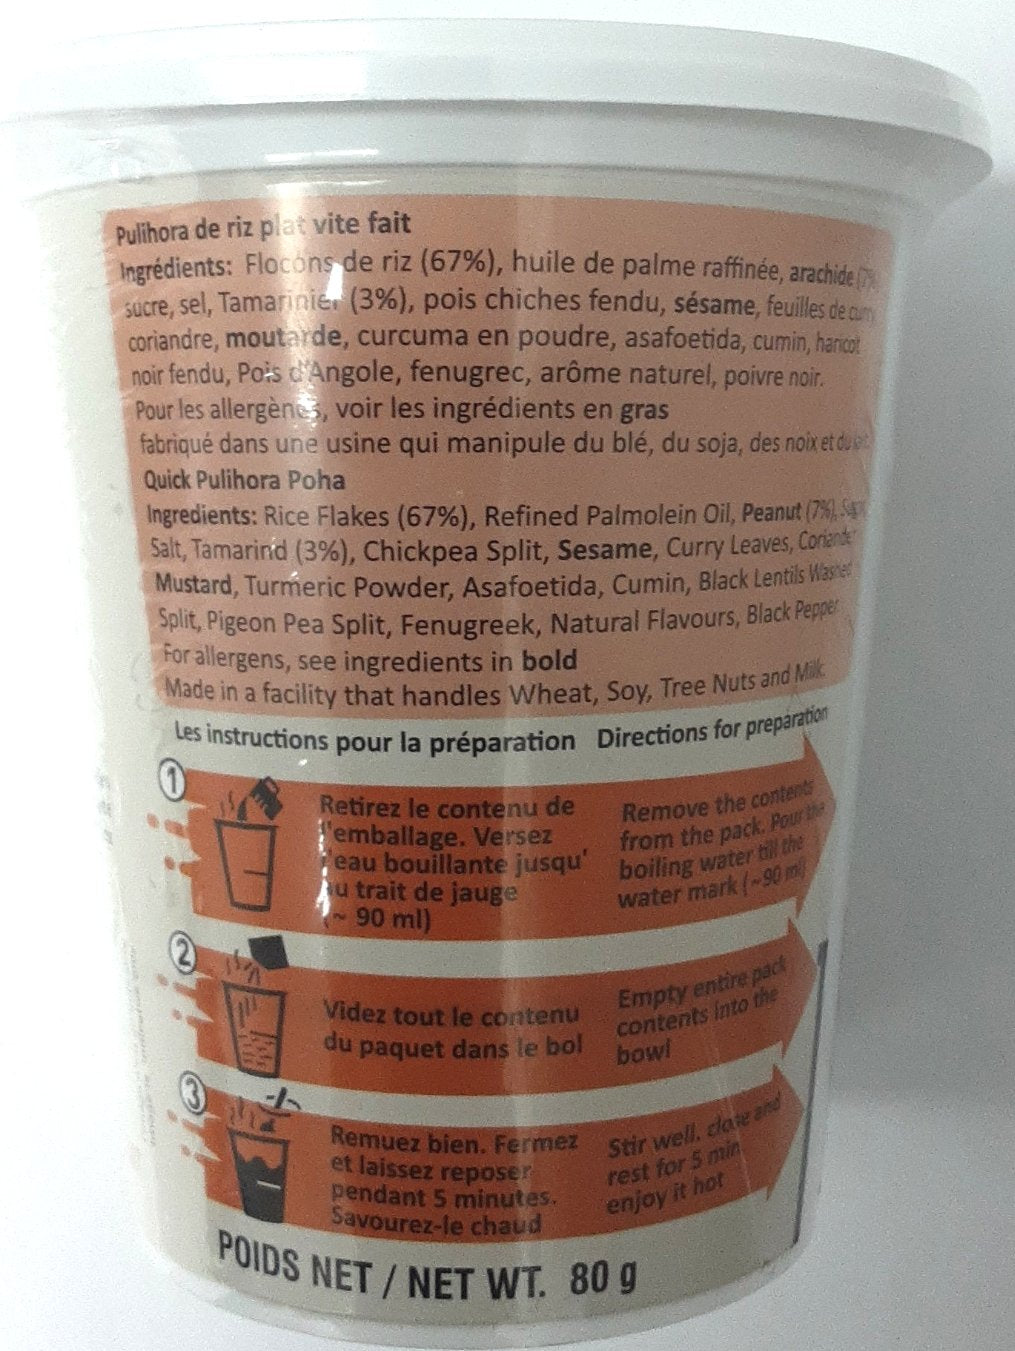 Pulihora de riz plat vite fait
Ingrédients: Flocons de riz (67%), huile de palme raffinée, arachide (7%
sucre, sel, Tamarinier (3%), pois chiches fendu, sésame, feuilles de
coriandre, moutarde, curcuma en poudre, asafoetida, cumin, haricot
noir fendu, Pois d'Angole, fenugrec, arôme naturel, poivre noir.
Pour les allergènes, voir les ingrédients en gras
fabriqué dans une usine qui manipule du blé, du soja, des noix et du lait
Quick Pulihora Poha
Ingredients: Rice Flakes (67%), Refined Palmolein Oil, Peanut (7%), Sugar
Salt, Tamarind (3%), Chickpea Split, Sesame, Curry Leaves, Coriander
Mustard, Turmeric Powder, Asafoetida, Cumin, Black Lentils Washed
Split, Pigeon Pea Split, Fenugreek, Natural Flavours, Black Pepper
For allergens, see ingredients in bold
Made in a facility that handles Wheat, Soy, Tree Nuts and Milk.
Les instructions pour la préparation Directions for preparation
1
Retirez le contenu de
l'emballage. Versez
l'eau bouillante jusqu'
au trait de jauge
(~ 90 ml)
Remove the contents
from the pack. Pour the
boiling water till the
water mark (~90 ml)
2
Videz tout le contenu
du paquet dans le bol
Empty entire pack
contents into the
bowl
3
Remuez bien. Fermez
et laissez reposer
pendant 5 minutes.
Savourez-le chaud
Stir well, close and
rest for 5 min
enjoy it hot
POIDS NET / NET WT. 80 g